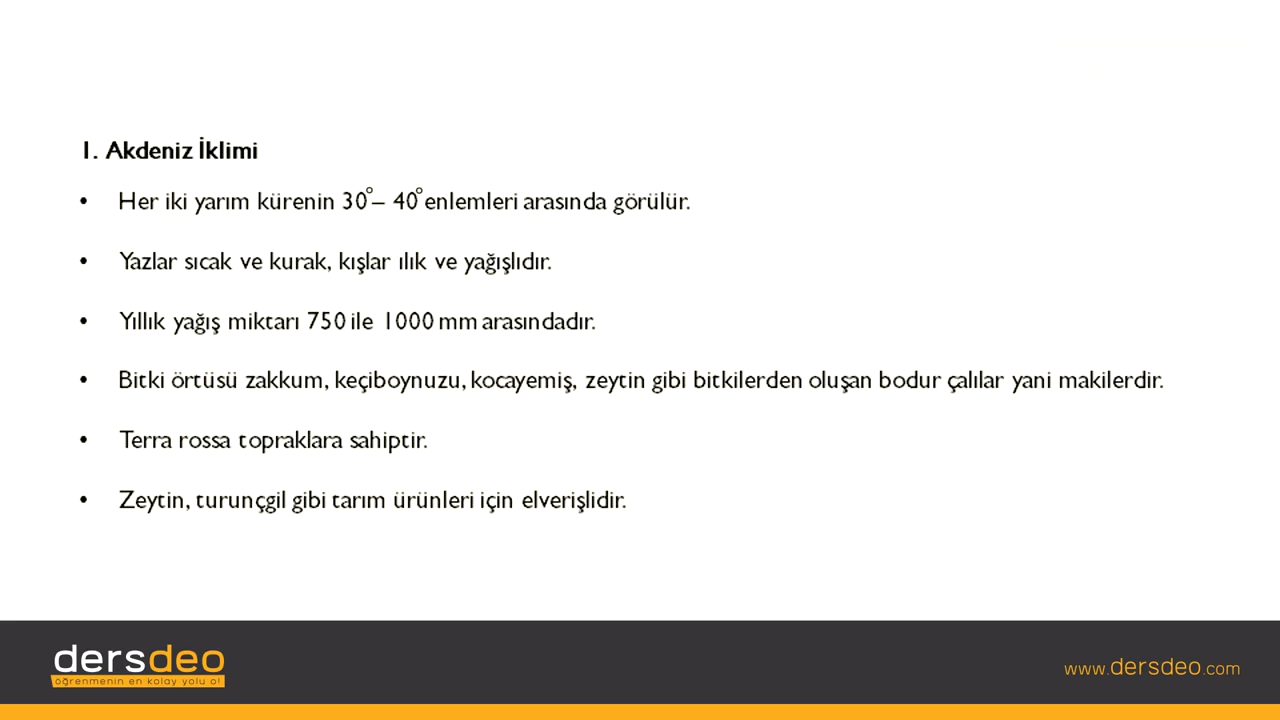 1. Akdeniz İklimi
• Her iki yarım kürenin 30°– 40° enlemleri arasında görülür.
• Yazlar sıcak ve kurak, kışlar ılık ve yağışlıdır.
• Yıllık yağış miktarı 750 ile 1000 mm arasındadır.
• Bitki örtüsü zakkum, keçiboynuzu, kocayemiş, zeytin gibi bitkilerden oluşan bodur çalılar yani makilerdir.
• Terra rossa topraklara sahiptir.
• Zeytin, turunçgil gibi tarım ürünleri için elverişlidir.
dersdeo
öğrenmenin en kolay yolu o!
www.dersdeo.com